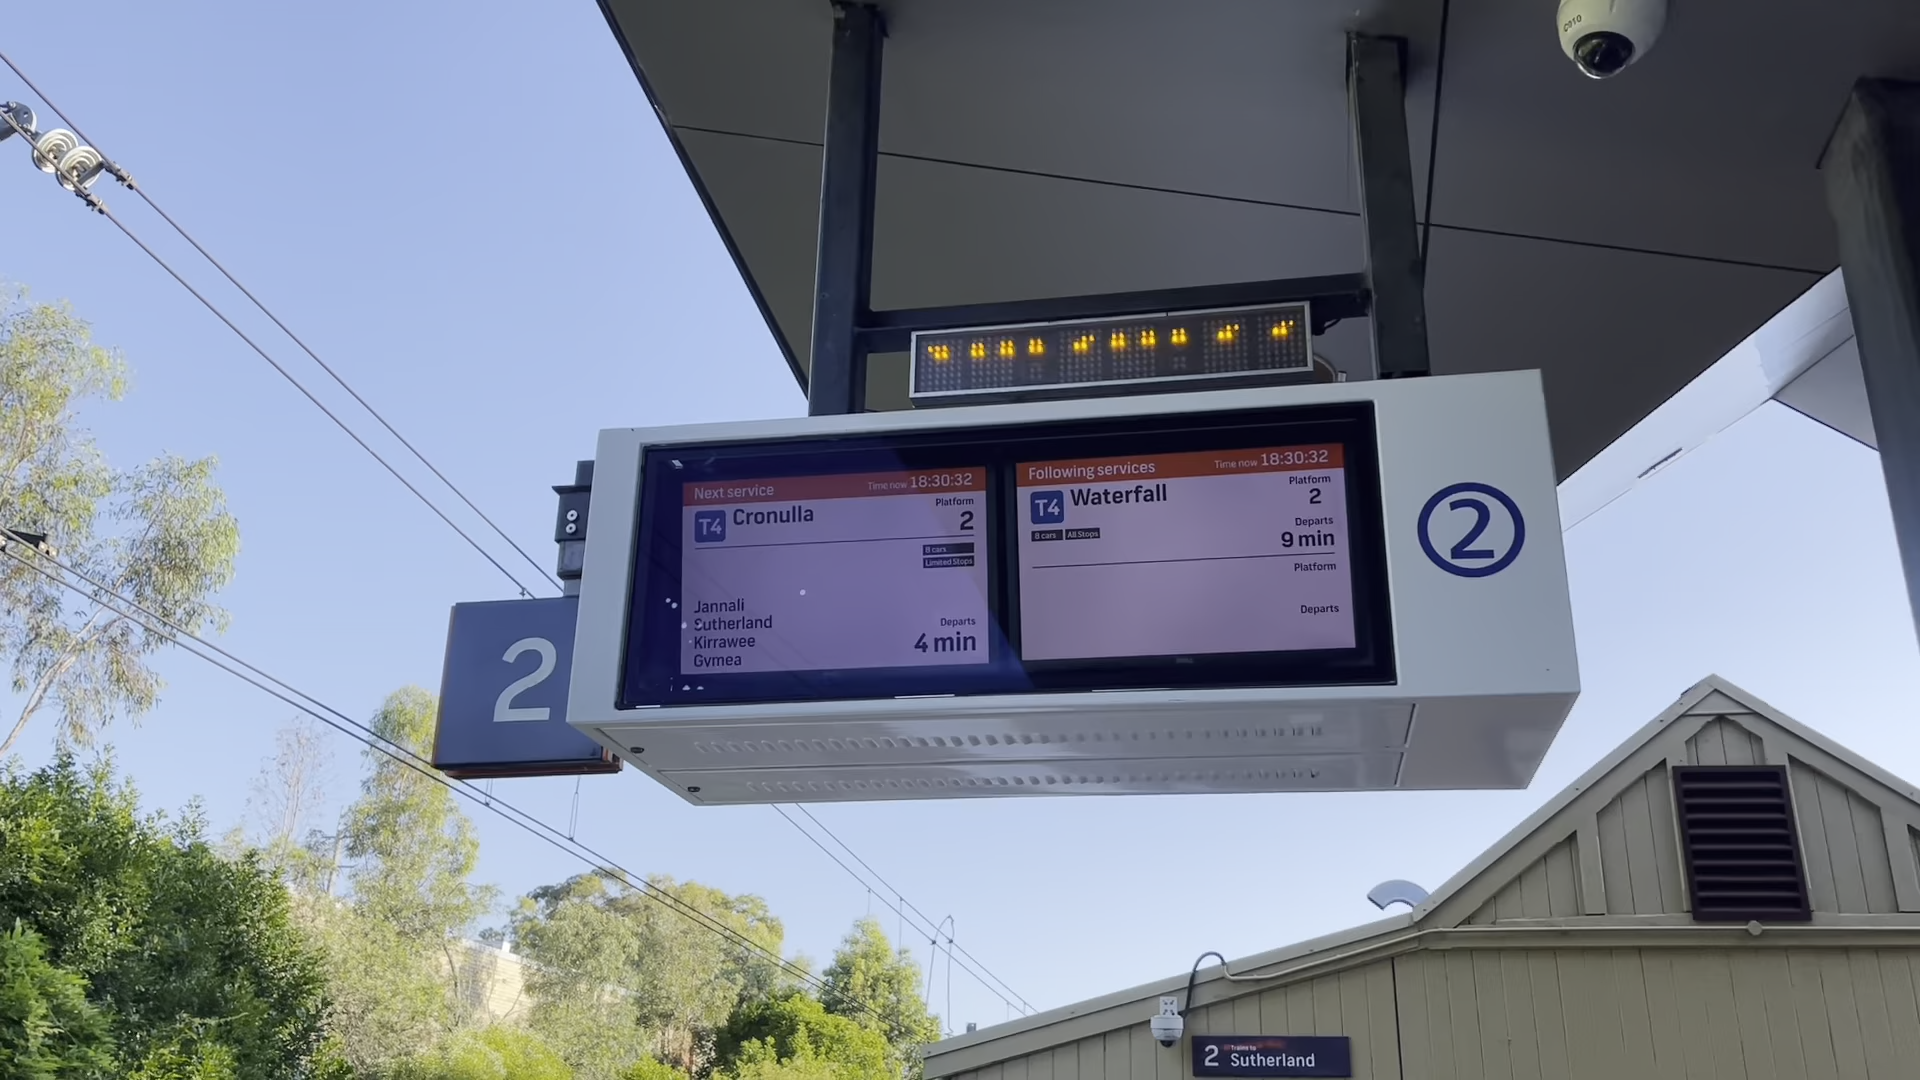 C010
Next service Time now 18:30:32
T4 Cronulla
Platform
2
8 cars
Limited Stops
Jannali
Sutherland
Kirrawee
Gymea
Departs
4 min
Following services Time now 18:30:32
T4 Waterfall
Platform
2
8 cars All Stops
Departs
9 min
Platform
Departs
2
2
2 Trains to
Sutherland